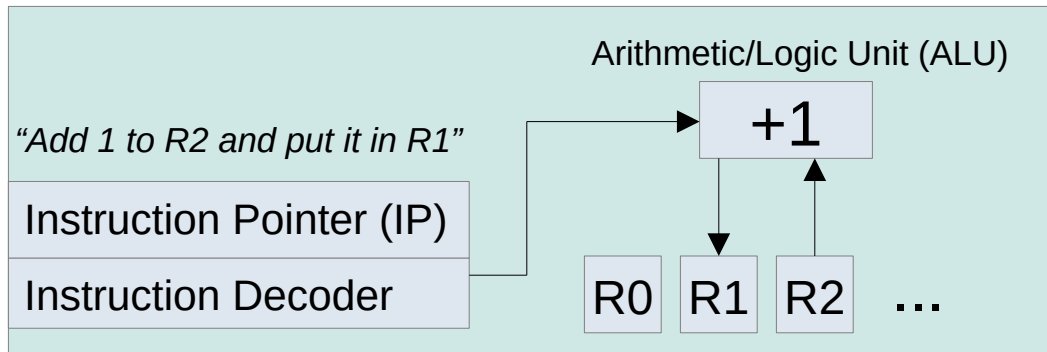 Arithmetic/Logic Unit (ALU)
+1
“Add 1 to R2 and put it in R1”
Instruction Pointer (IP)
Instruction Decoder
R0 R1 R2 ...